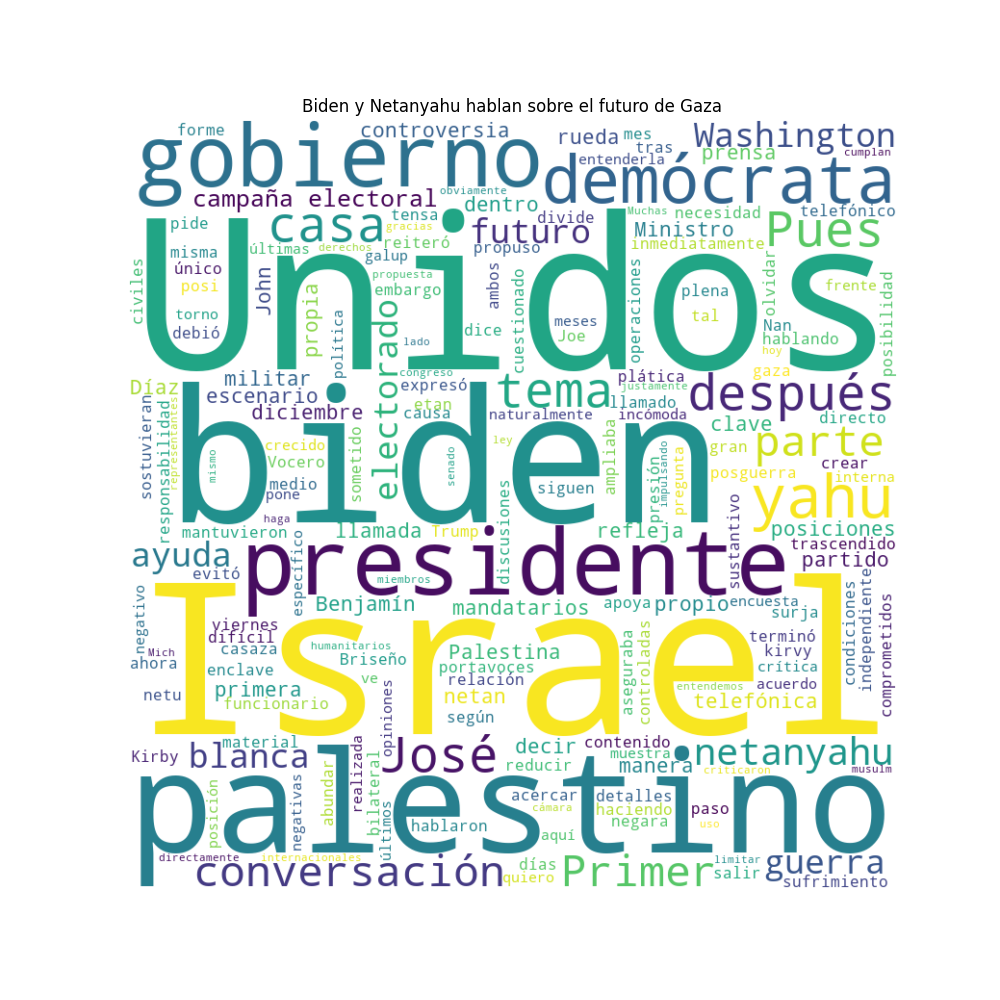 Biden y Netanyahu hablan sobre el futuro de Gaza
forme
controversia
rueda
mes
tras
Washington
gobierno
entenderla
prensa
cumplan
demócrata
campaña electoral
obviamente
dentro
casa
tensa
gracias
futuro
divide
Muchas
necesidad
telefónico
Pues
pide
últimas
derechos
reiteró
propuso
Ministro
inmediatamente
olvidar
misma
galup
único
John
propuesta
ambos
frente
civiles
posi
propia
embargo
plena
operaciones
posibilidad
Unidos
torno
debió
política
dice
cuestionado
meses
Joe
tal
Nan
hablando
lado
hoy
congreso
justamente
gaza
Díaz
militar
escenario
electorado
expresó
etan
tema
plática
llamado
después
diciembre
causa
naturalmente
incómoda
clave
directo
sostuvieran
responsabilidad
representantes
crecido
Vocero
mismo
medio
pone
sometido
biden
senado
ley
siguen
ampliaba
presión
impulsando
pregunta
gran
posguerra
parte
crear
interna
yahu
haga
mantuvieron
llamada
Trump
discusiones
refleja
posiciones
ayuda
evitó
específico
presidente
miembros
sustantivo
trascendido
partido
negativo
Benjamín
mandatarios
apoya
propio
encuesta
surja
condiciones
independiente
comprometidos
viernes
difícil
Mich
ahora
casaza
humanitarios
Briseño
Palestina
portavoces
relación
aseguraba
controladas
terminó
kirvy
crítica
enclave
ve
netu
primera
funcionario
netan
según
entendemos
acuerdo
telefónica
Israel
opiniones
Kirby
material
blanca
realizada
José
decir
reducir
contenido
muestra
manera
netanyahu
criticaron
musulm
posición
negativas
abundar
bilateral
últimos
acercar
cámara
detalles
haciendo
negara
paso
uso
palestino
hablaron
aquí
directamente
internacionales
conversación
días
quiero
Primer
limitar
salir
guerra
sufrimiento